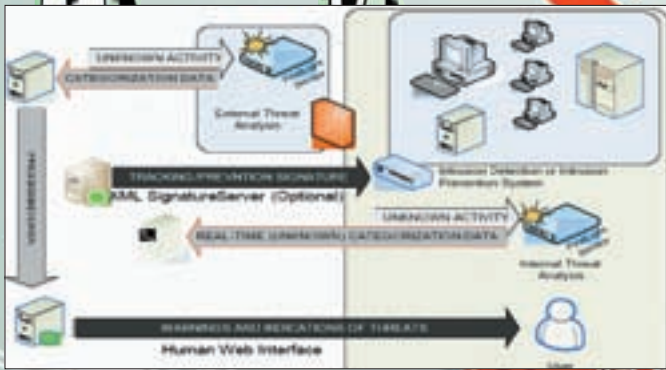 UNKNOWN ACTIVITY
CATEGORIZATION DATA
External Threat
Analysis
TRACKING/PREVENTION SIGNATURE
XML SignatureServer (Optional)
Intrusion Detection or Intrusion
Prevention System
UNKNOWN ACTIVITY
REAL-TIME (UNKNOWN) CATEGORIZATION DATA
Internal Threat
Analysis
WARNINGS AND INDICATIONS OF THREATS
Human Web Interface
User